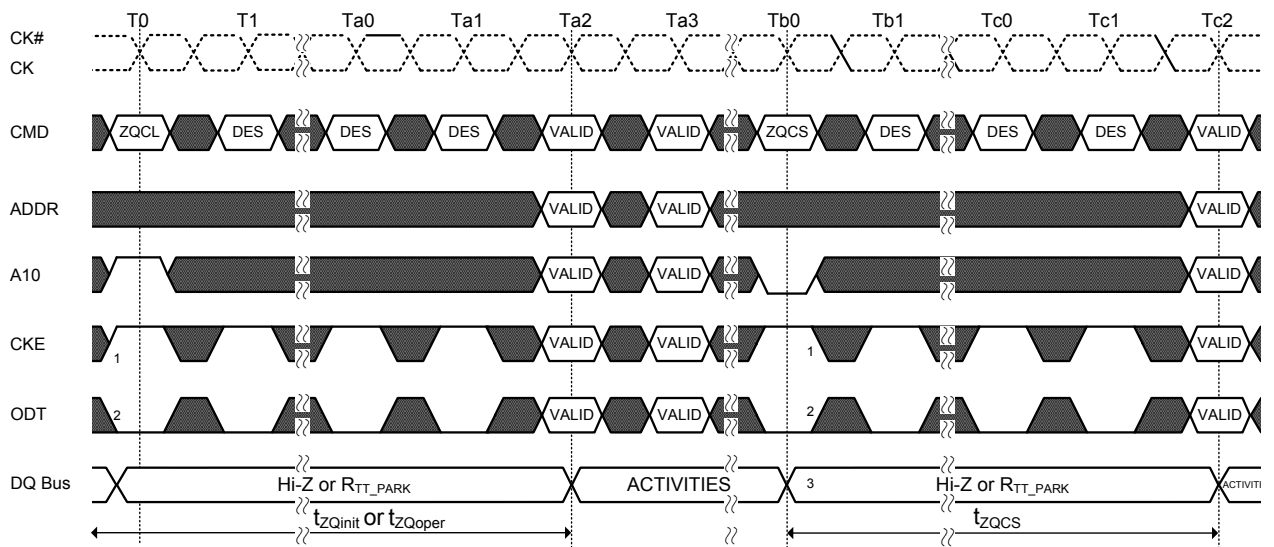 T0 T1 Ta0 Ta1 Ta2 Ta3 Tb0 Tb1 Tc0 Tc1 Tc2
CK#
CK
CMD ZQCL DES DES DES VALID VALID ZQCS DES DES DES VALID
ADDR VALID VALID VALID
A10 VALID VALID VALID
CKE 1 VALID VALID 1 VALID
ODT 2 VALID VALID 2 VALID
DQ Bus Hi-Z or RTT_PARK ACTIVITIES 3 Hi-Z or RTT_PARK ACTIVITI
tZQinit or tZQoper tZQCS